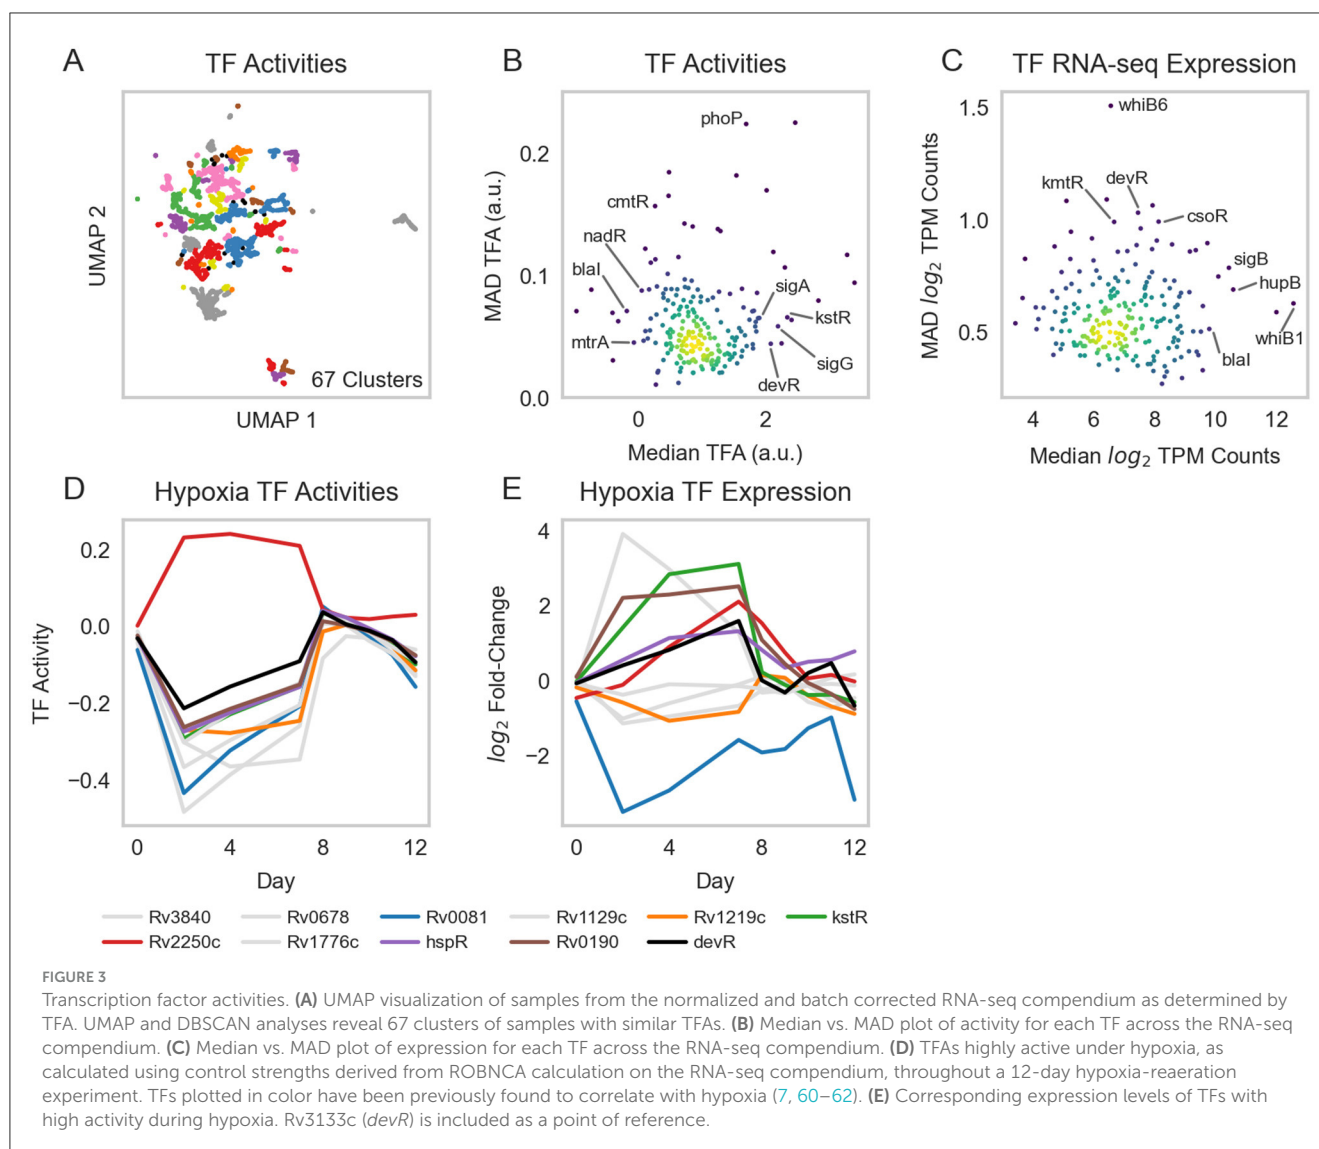 A
TF Activities
UMAP 2
67 Clusters
UMAP 1
B
TF Activities
MAD TFA (a.u.)
0.2
0.1
0.0
phoP
cmtR
nadR
blaI
mtrA
sigA
kstR
sigG
devR
0
2
Median TFA (a.u.)
C
TF RNA-seq Expression
MAD log2 TPM Counts
1.5
1.0
0.5
whiB6
kmtR
devR
csoR
sigB
hupB
whiB1
blaI
4
6
8
10
12
Median log2 TPM Counts
D
Hypoxia TF Activities
TF Activity
0.2
0.0
−0.2
−0.4
0
4
8
12
Day
E
Hypoxia TF Expression
log2 Fold-Change
4
2
0
−2
0
4
8
12
Day
Rv3840
Rv0678
Rv0081
Rv1129c
Rv1219c
kstR
Rv2250c
Rv1776c
hspR
Rv0190
devR
FIGURE 3
Transcription factor activities. (A) UMAP visualization of samples from the normalized and batch corrected RNA-seq compendium as determined by
TFA. UMAP and DBSCAN analyses reveal 67 clusters of samples with similar TFAs. (B) Median vs. MAD plot of activity for each TF across the RNA-seq
compendium. (C) Median vs. MAD plot of expression for each TF across the RNA-seq compendium. (D) TFAs highly active under hypoxia, as
calculated using control strengths derived from ROBNCA calculation on the RNA-seq compendium, throughout a 12-day hypoxia-reaeration
experiment. TFs plotted in color have been previously found to correlate with hypoxia (7, 60–62). (E) Corresponding expression levels of TFs with
high activity during hypoxia. Rv3133c (devR) is included as a point of reference.